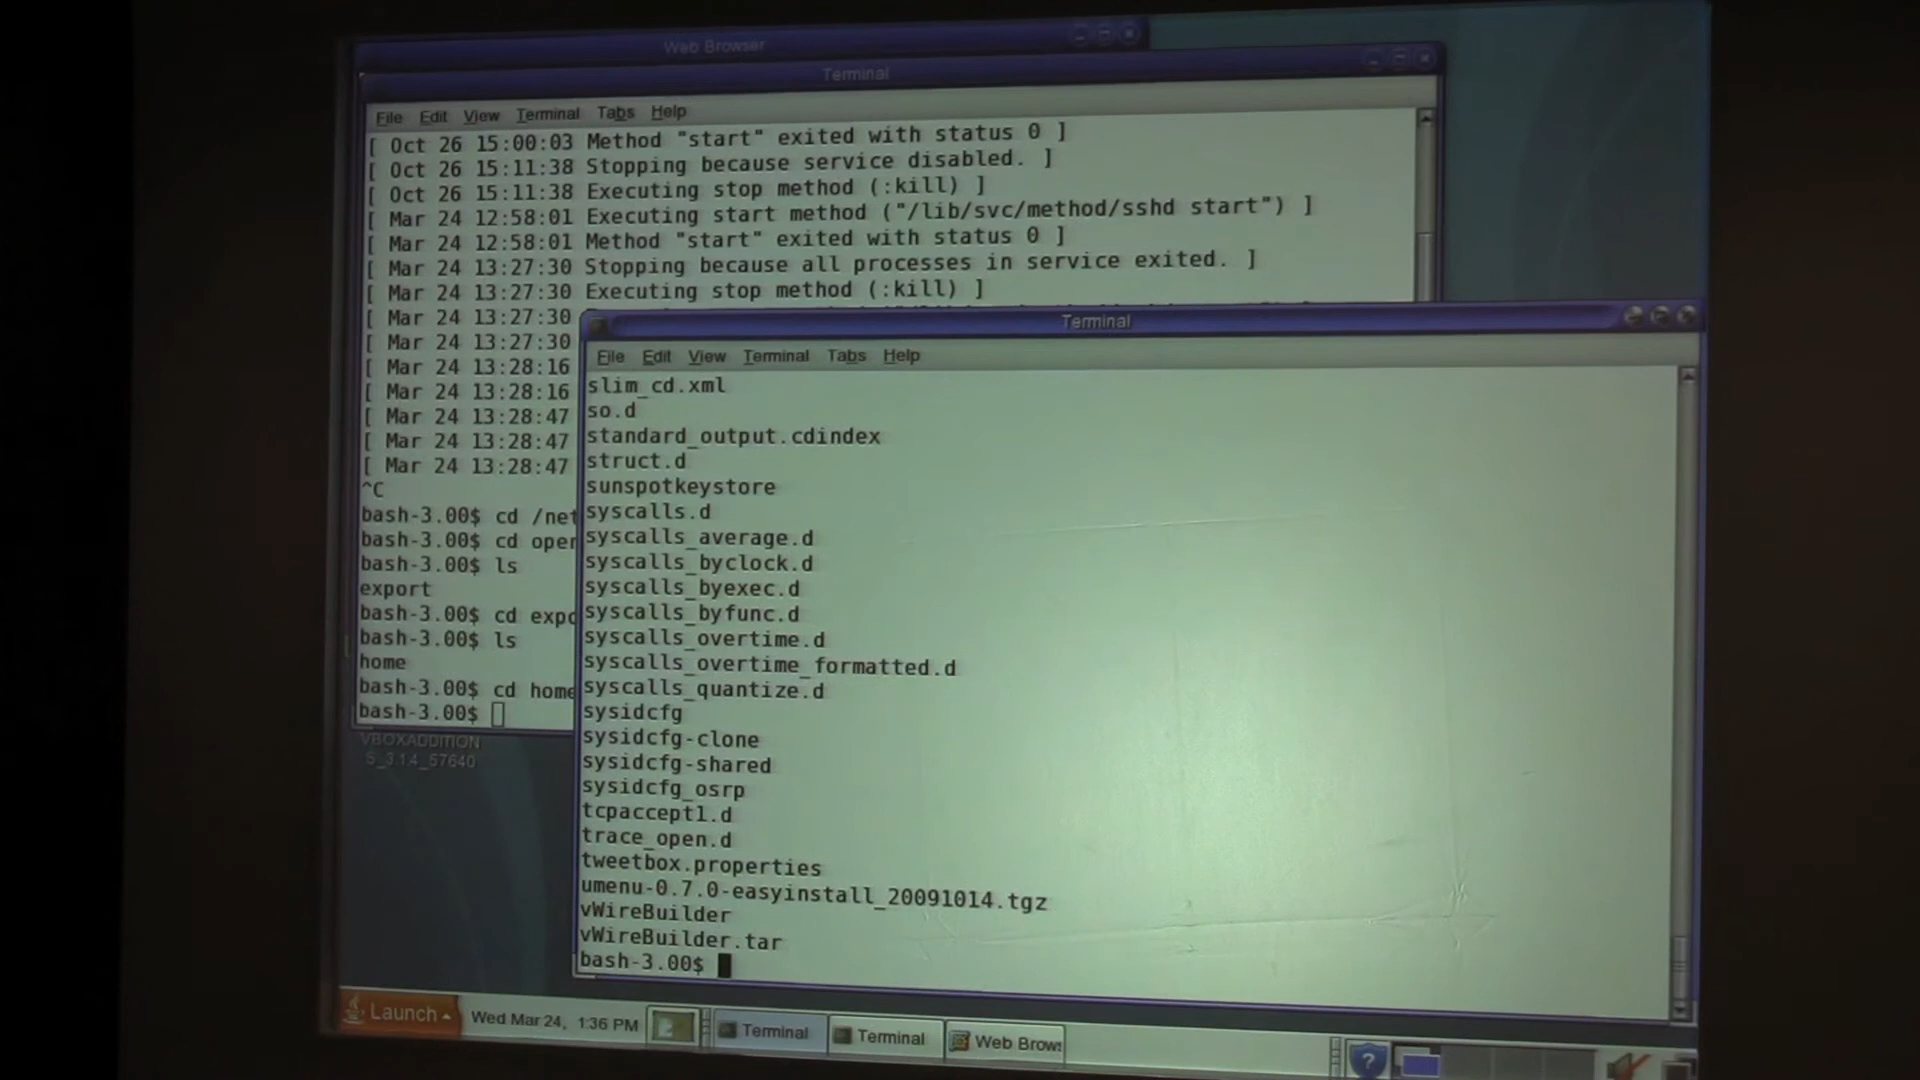 Web Browser
Terminal
File Edit View Terminal Tabs Help
[ Oct 26 15:00:03 Method "start" exited with status 0 ]
[ Oct 26 15:11:38 Stopping because service disabled. ]
[ Oct 26 15:11:38 Executing stop method (:kill) ]
[ Mar 24 12:58:01 Executing start method ("/lib/svc/method/sshd start") ]
[ Mar 24 12:58:01 Method "start" exited with status 0 ]
[ Mar 24 13:27:30 Stopping because all processes in service exited. ]
[ Mar 24 13:27:30 Executing stop method (:kill) ]
[ Mar 24 13:27:30
[ Mar 24 13:27:30
[ Mar 24 13:28:16
[ Mar 24 13:28:16
[ Mar 24 13:28:47
[ Mar 24 13:28:47
[ Mar 24 13:28:47
^C
bash-3.00$ cd /net
bash-3.00$ cd oper
bash-3.00$ ls
export
bash-3.00$ cd expo
bash-3.00$ ls
home
bash-3.00$ cd home
bash-3.00$
VBOXADDITION
S_3.1.4_57640
Terminal
File Edit View Terminal Tabs Help
slim_cd.xml
so.d
standard_output.cdindex
struct.d
sunspotkeystore
syscalls.d
syscalls_average.d
syscalls_byclock.d
syscalls_byexec.d
syscalls_byfunc.d
syscalls_overtime.d
syscalls_overtime_formatted.d
syscalls_quantize.d
sysidcfg
sysidcfg-clone
sysidcfg-shared
sysidcfg_osrp
tcpaccept1.d
trace_open.d
tweetbox.properties
umenu-0.7.0-easyinstall_20091014.tgz
vWireBuilder
vWireBuilder.tar
bash-3.00$
Launch
Wed Mar 24, 1:36 PM
Terminal
Terminal
Web Brows
?